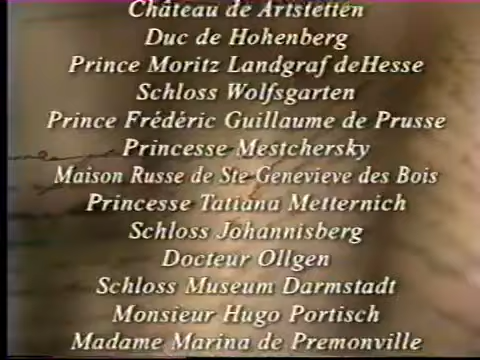 Château de Artstetten
Duc de Hohenberg
Prince Moritz Landgraf deHesse
Schloss Wolfsgarten
Prince Frédéric Guillaume de Prusse
Princesse Mestchersky
Maison Russe de Ste Genevieve des Bois
Princesse Tatiana Metternich
Schloss Johannisberg
Docteur Ollgen
Schloss Museum Darmstadt
Monsieur Hugo Portisch
Madame Marina de Premonville